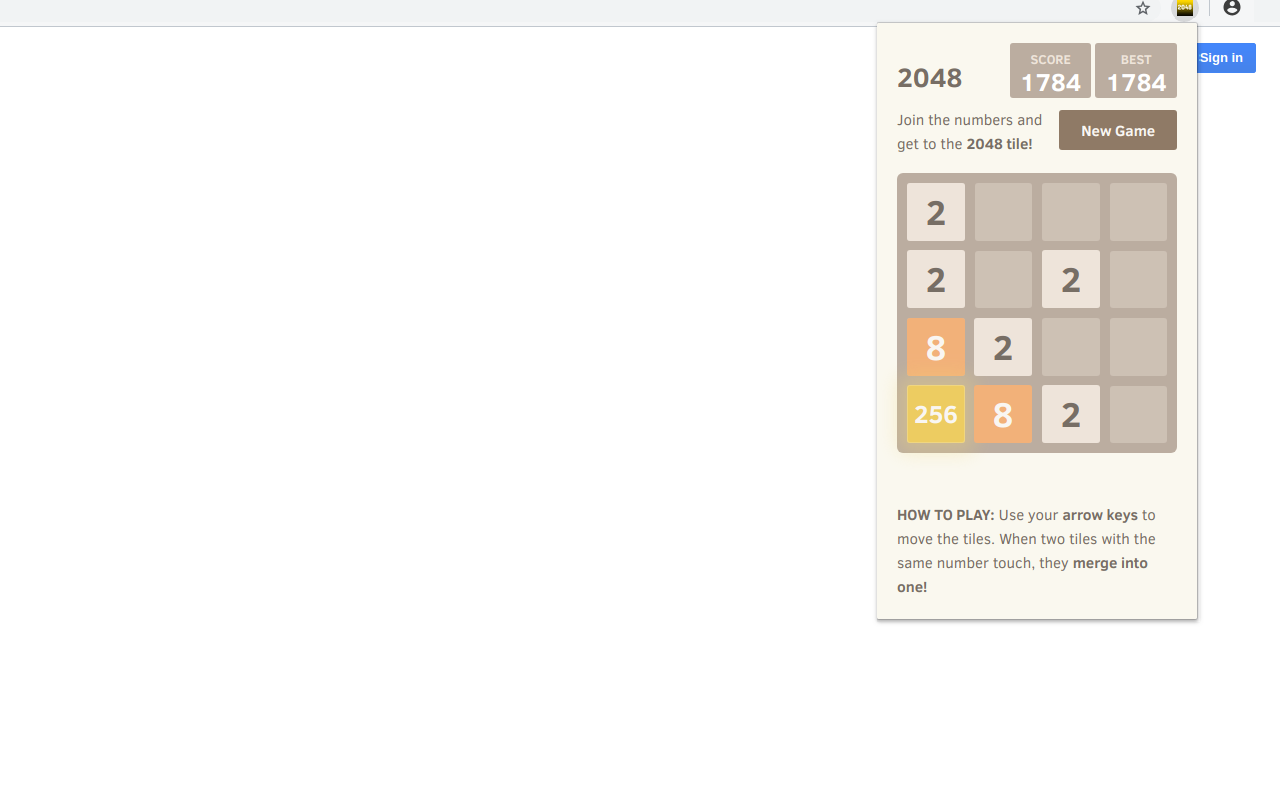 2048
Sign in
2048
SCORE
1784
BEST
1784
Join the numbers and
get to the 2048 tile!
New Game
2
2
2
8
2
256
8
2
HOW TO PLAY: Use your arrow keys to
move the tiles. When two tiles with the
same number touch, they merge into
one!